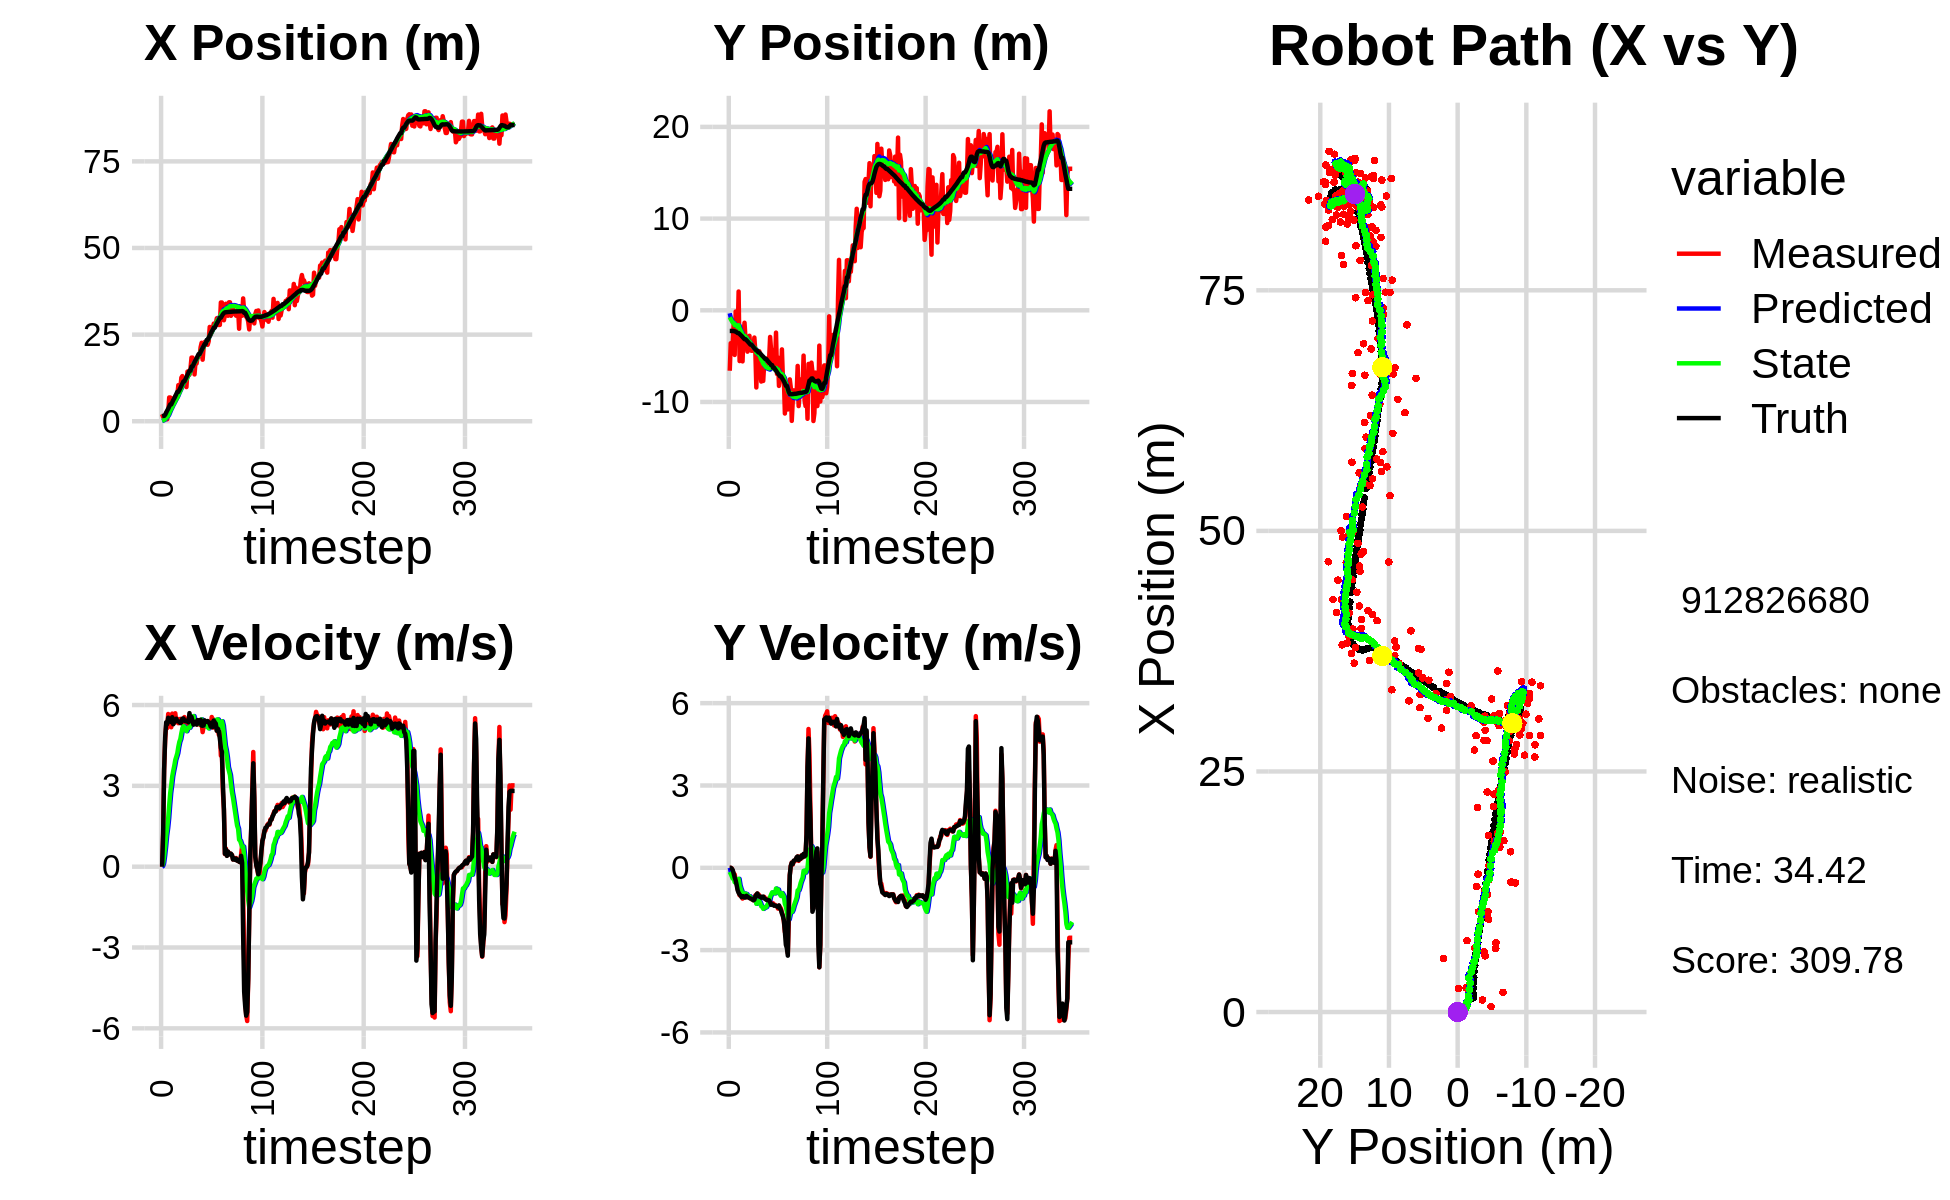 X Position (m)
75
50
25
0
0 100 200 300
timestep
Y Position (m)
20
10
0
-10
0 100 200 300
timestep
X Velocity (m/s)
6
3
0
-3
-6
0 100 200 300
timestep
Y Velocity (m/s)
6
3
0
-3
-6
0 100 200 300
timestep
Robot Path (X vs Y)
X Position (m)
75
50
25
0
20 10 0 -10 -20
Y Position (m)
variable
Measured
Predicted
State
Truth
912826680
Obstacles: none
Noise: realistic
Time: 34.42
Score: 309.78